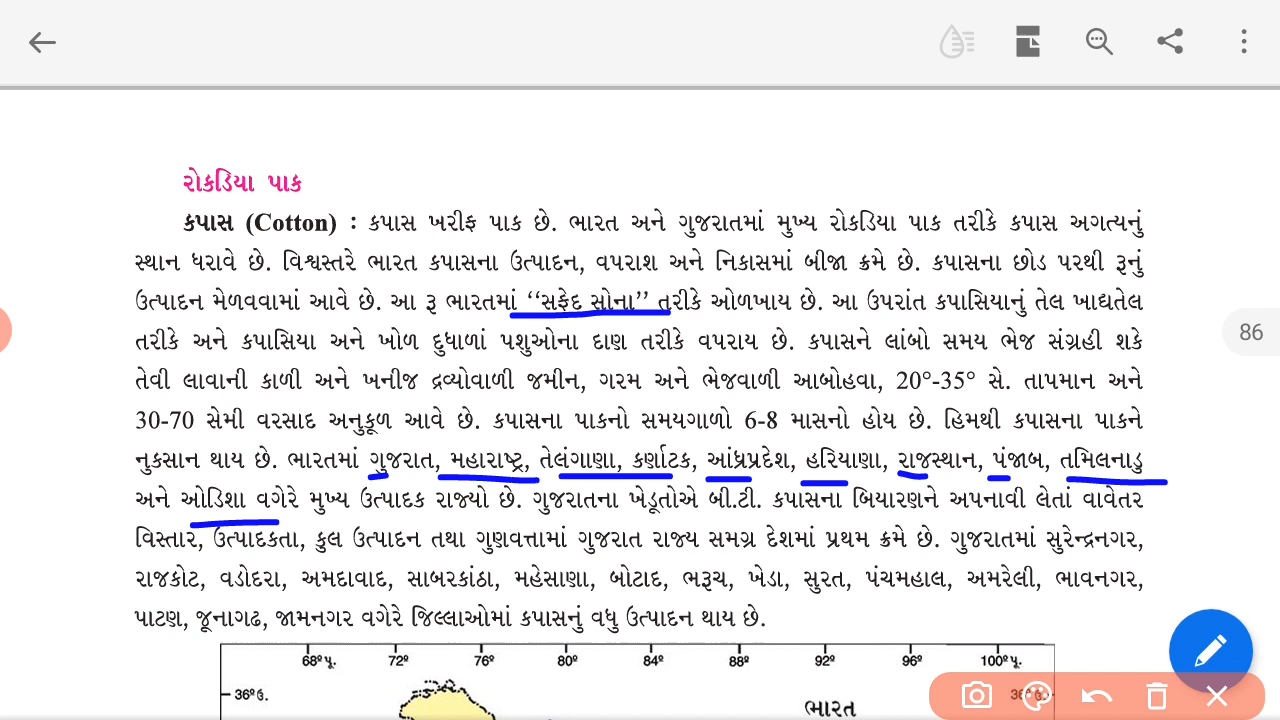 રોકડિયા પાક
કપાસ (Cotton) : કપાસ ખરીફ પાક છે. ભારત અને ગુજરાતમાં મુખ્ય રોકડિયા પાક તરીકે કપાસ અગત્યનું
સ્થાન ધરાવે છે. વિશ્વસ્તરે ભારત કપાસના ઉત્પાદન, વપરાશ અને નિકાસમાં બીજા ક્રમે છે. કપાસના છોડ પરથી રૂનું
ઉત્પાદન મેળવવામાં આવે છે. આ રૂ ભારતમાં ‘‘સફેદ સોના’’ તરીકે ઓળખાય છે. આ ઉપરાંત કપાસિયાનું તેલ ખાદ્યતેલ
તરીકે અને કપાસિયા અને ખોળ દુધાળાં પશુઓના દાણ તરીકે વપરાય છે. કપાસને લાંબો સમય ભેજ સંગ્રહી શકે
તેવી લાવાની કાળી અને ખનીજ દ્રવ્યોવાળી જમીન, ગરમ અને ભેજવાળી આબોહવા, 20°-35° સે. તાપમાન અને
30-70 સેમી વરસાદ અનુકૂળ આવે છે. કપાસના પાકનો સમયગાળો 6-8 માસનો હોય છે. હિમથી કપાસના પાકને
નુકસાન થાય છે. ભારતમાં ગુજરાત, મહારાષ્ટ્ર, તેલંગાણા, કર્ણાટક, આંધ્રપ્રદેશ, હરિયાણા, રાજસ્થાન, પંજાબ, તમિલનાડુ
અને ઓડિશા વગેરે મુખ્ય ઉત્પાદક રાજ્યો છે. ગુજરાતના ખેડૂતોએ બી.ટી. કપાસના બિયારણને અપનાવી લેતાં વાવેતર
વિસ્તાર, ઉત્પાદકતા, કુલ ઉત્પાદન તથા ગુણવત્તામાં ગુજરાત રાજ્ય સમગ્ર દેશમાં પ્રથમ ક્રમે છે. ગુજરાતમાં સુરેન્દ્રનગર,
રાજકોટ, વડોદરા, અમદાવાદ, સાબરકાંઠા, મહેસાણા, બોટાદ, ભરૂચ, ખેડા, સુરત, પંચમહાલ, અમરેલી, ભાવનગર,
પાટણ, જૂનાગઢ, જામનગર વગેરે જિલ્લાઓમાં કપાસનું વધુ ઉત્પાદન થાય છે.
86
68° પૂ. 72° 76° 80° 84° 88° 92° 96° 100° પૂ.
36° ઉ. 36° ઉ.
ભારત